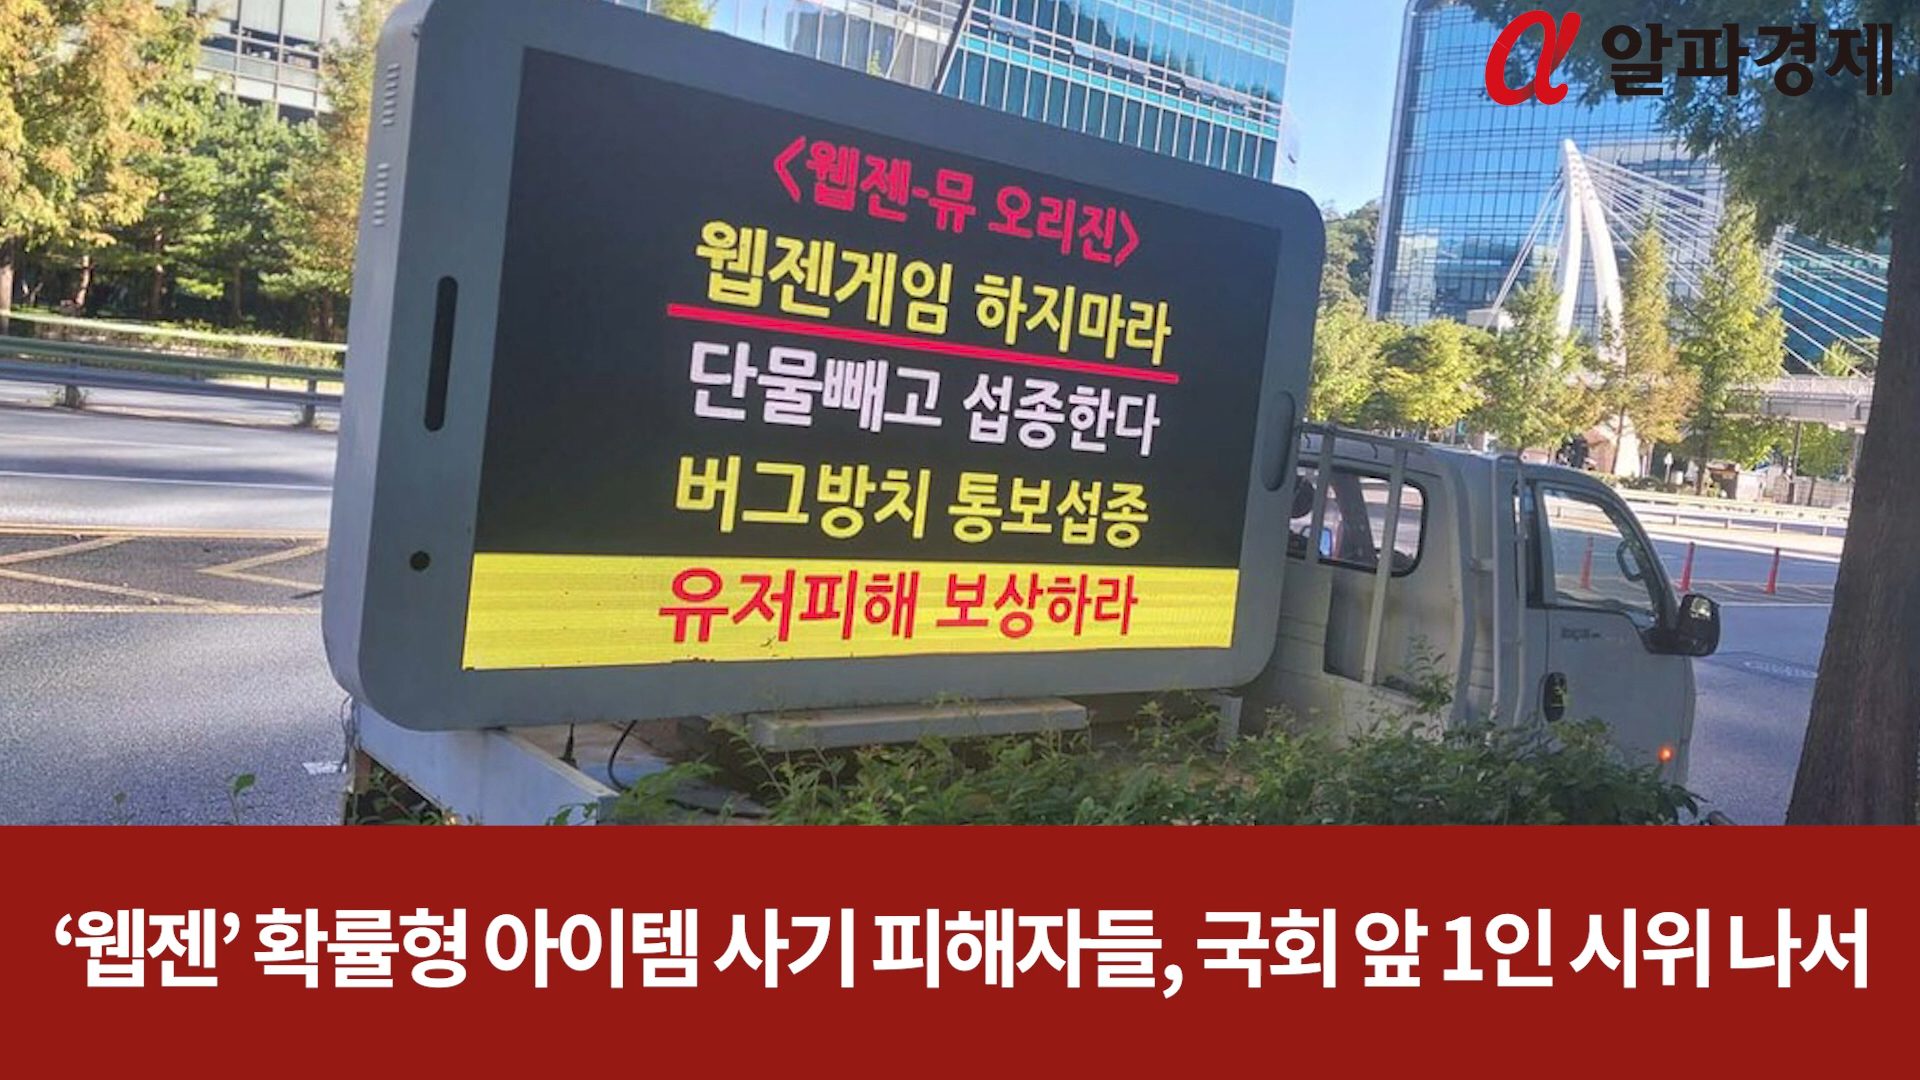 알파경제
<웹젠-뮤 오리진>
웹젠게임 하지마라
단물빼고 섭종한다
버그방치 통보섭종
유저피해 보상하라
‘웹젠’ 확률형 아이템 사기 피해자들, 국회 앞 1인 시위 나서